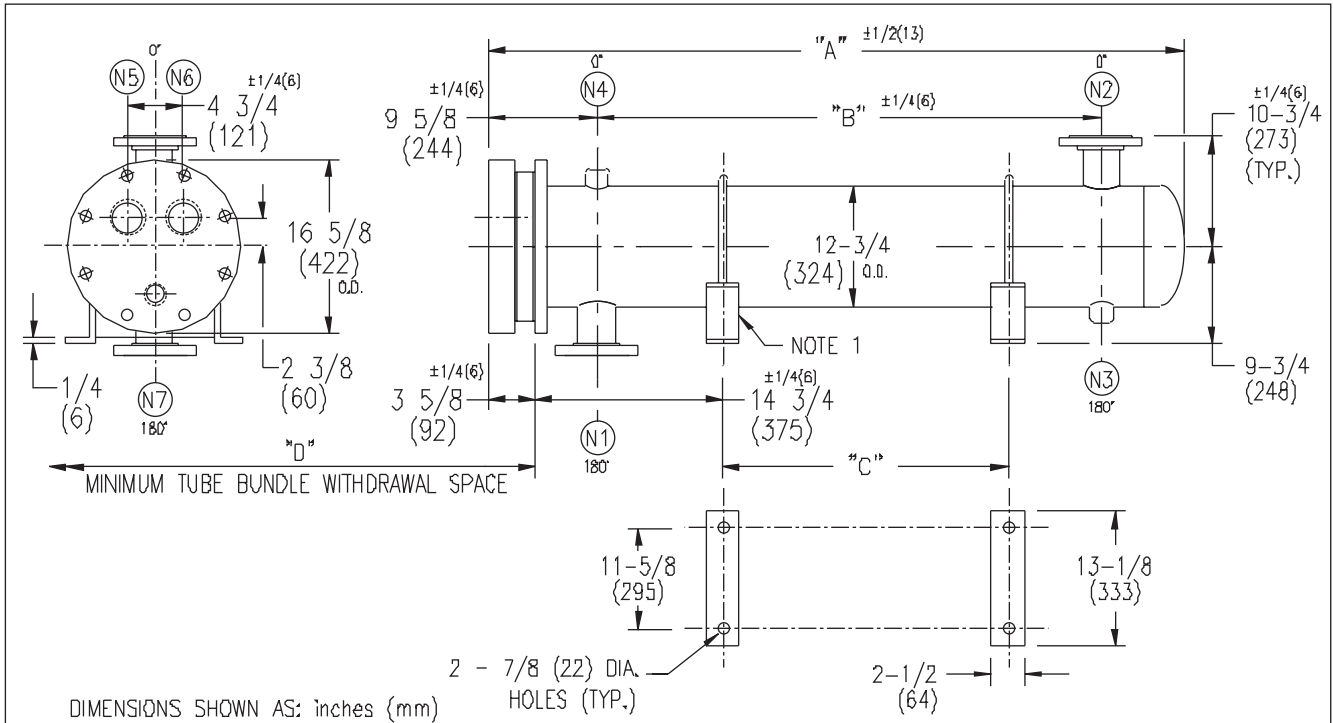 0°
N5 N6
±1/4(6)
4 3/4
(121)
16 5/8
(422)
O.D.
2 3/8
(60)
1/4
(6)
N7
180°
"D"
MINIMUM TUBE BUNDLE WITHDRAWAL SPACE
"A" ±1/2(13)
0°
N4
0°
N2
±1/4(6)
9 5/8
(244)
"B" ±1/4(6)
±1/4(6)
10-3/4
(273)
(TYP.)
12-3/4
(324) O.D.
NOTE 1
±1/4(6)
3 5/8
(92)
±1/4(6)
14 3/4
(375)
N1
180°
N3
180°
9-3/4
(248)
"C"
11-5/8
(295)
13-1/8
(333)
2 - 7/8 (22) DIA.
HOLES (TYP.)
2-1/2
(64)
DIMENSIONS SHOWN AS: inches (mm)